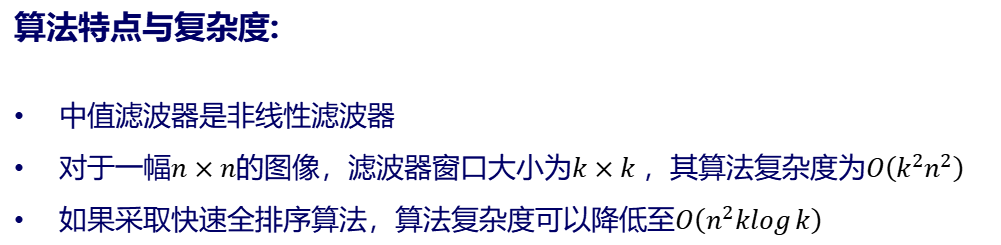 算法特点与复杂度:
• 中值滤波器是非线性滤波器
• 对于一幅n × n的图像，滤波器窗口大小为k × k ，其算法复杂度为O(k²n²)
• 如果采取快速全排序算法，算法复杂度可以降低至O(n²klog k)